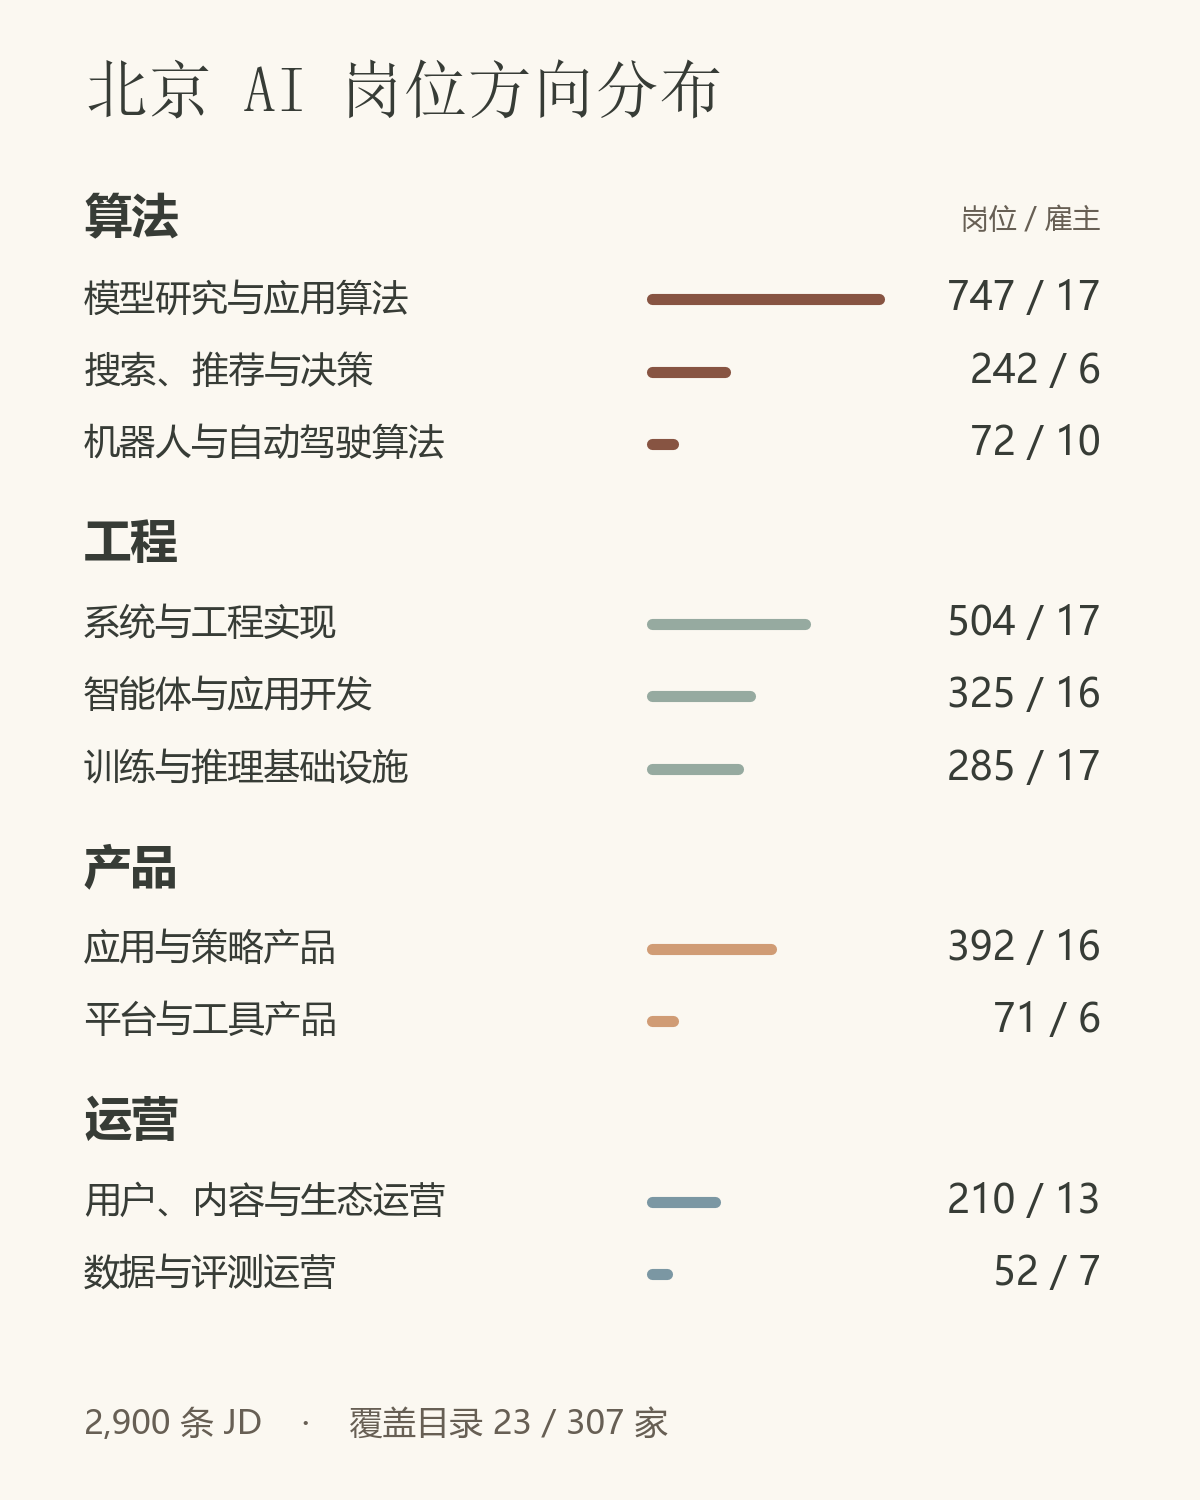 北京 AI 岗位方向分布
算法 岗位 / 雇主
模型研究与应用算法 747 / 17
搜索、推荐与决策 242 / 6
机器人与自动驾驶算法 72 / 10
工程
系统与工程实现 504 / 17
智能体与应用开发 325 / 16
训练与推理基础设施 285 / 17
产品
应用与策略产品 392 / 16
平台与工具产品 71 / 6
运营
用户、内容与生态运营 210 / 13
数据与评测运营 52 / 7
2,900 条 JD · 覆盖目录 23 / 307 家